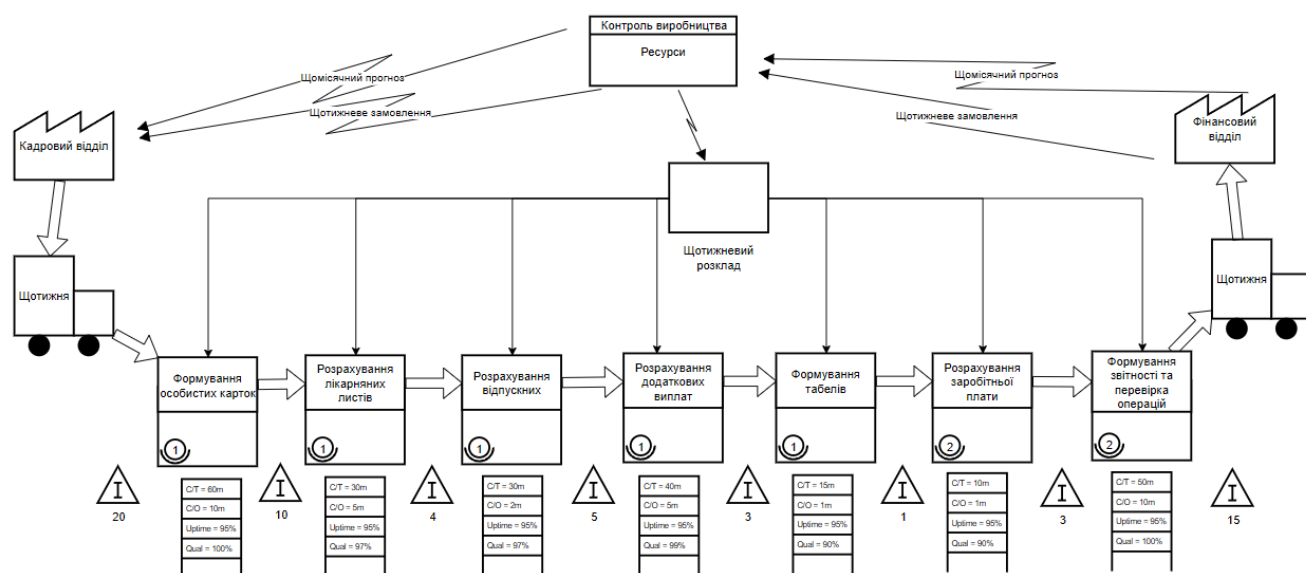 Контроль виробництва
Ресурси
Щомісячний прогноз
Щотижневе замовлення
Щомісячний прогноз
Щотижневе замовлення
Кадровий відділ
Фінансовий
відділ
Щотижневий
розклад
Щотижня
Щотижня
Формування
особистих карток
Розрахування
лікарняних
листів
Розрахування
відпускних
Розрахування
додаткових
виплат
Формування
табелів
Розрахування
заробітної
плати
Формування
звітності та
перевірка
операцій
1
1
1
1
1
2
2
I
20
I
10
I
4
I
5
I
3
I
1
I
3
I
15
C/T = 60m
C/O = 10m
Uptime = 95%
Qual = 100%
C/T = 30m
C/O = 5m
Uptime = 95%
Qual = 97%
C/T = 30m
C/O = 2m
Uptime = 95%
Qual = 97%
C/T = 40m
C/O = 5m
Uptime = 95%
Qual = 99%
C/T = 15m
C/O = 1m
Uptime = 95%
Qual = 90%
C/T = 10m
C/O = 1m
Uptime = 95%
Qual = 90%
C/T = 50m
C/O = 10m
Uptime = 95%
Qual = 100%